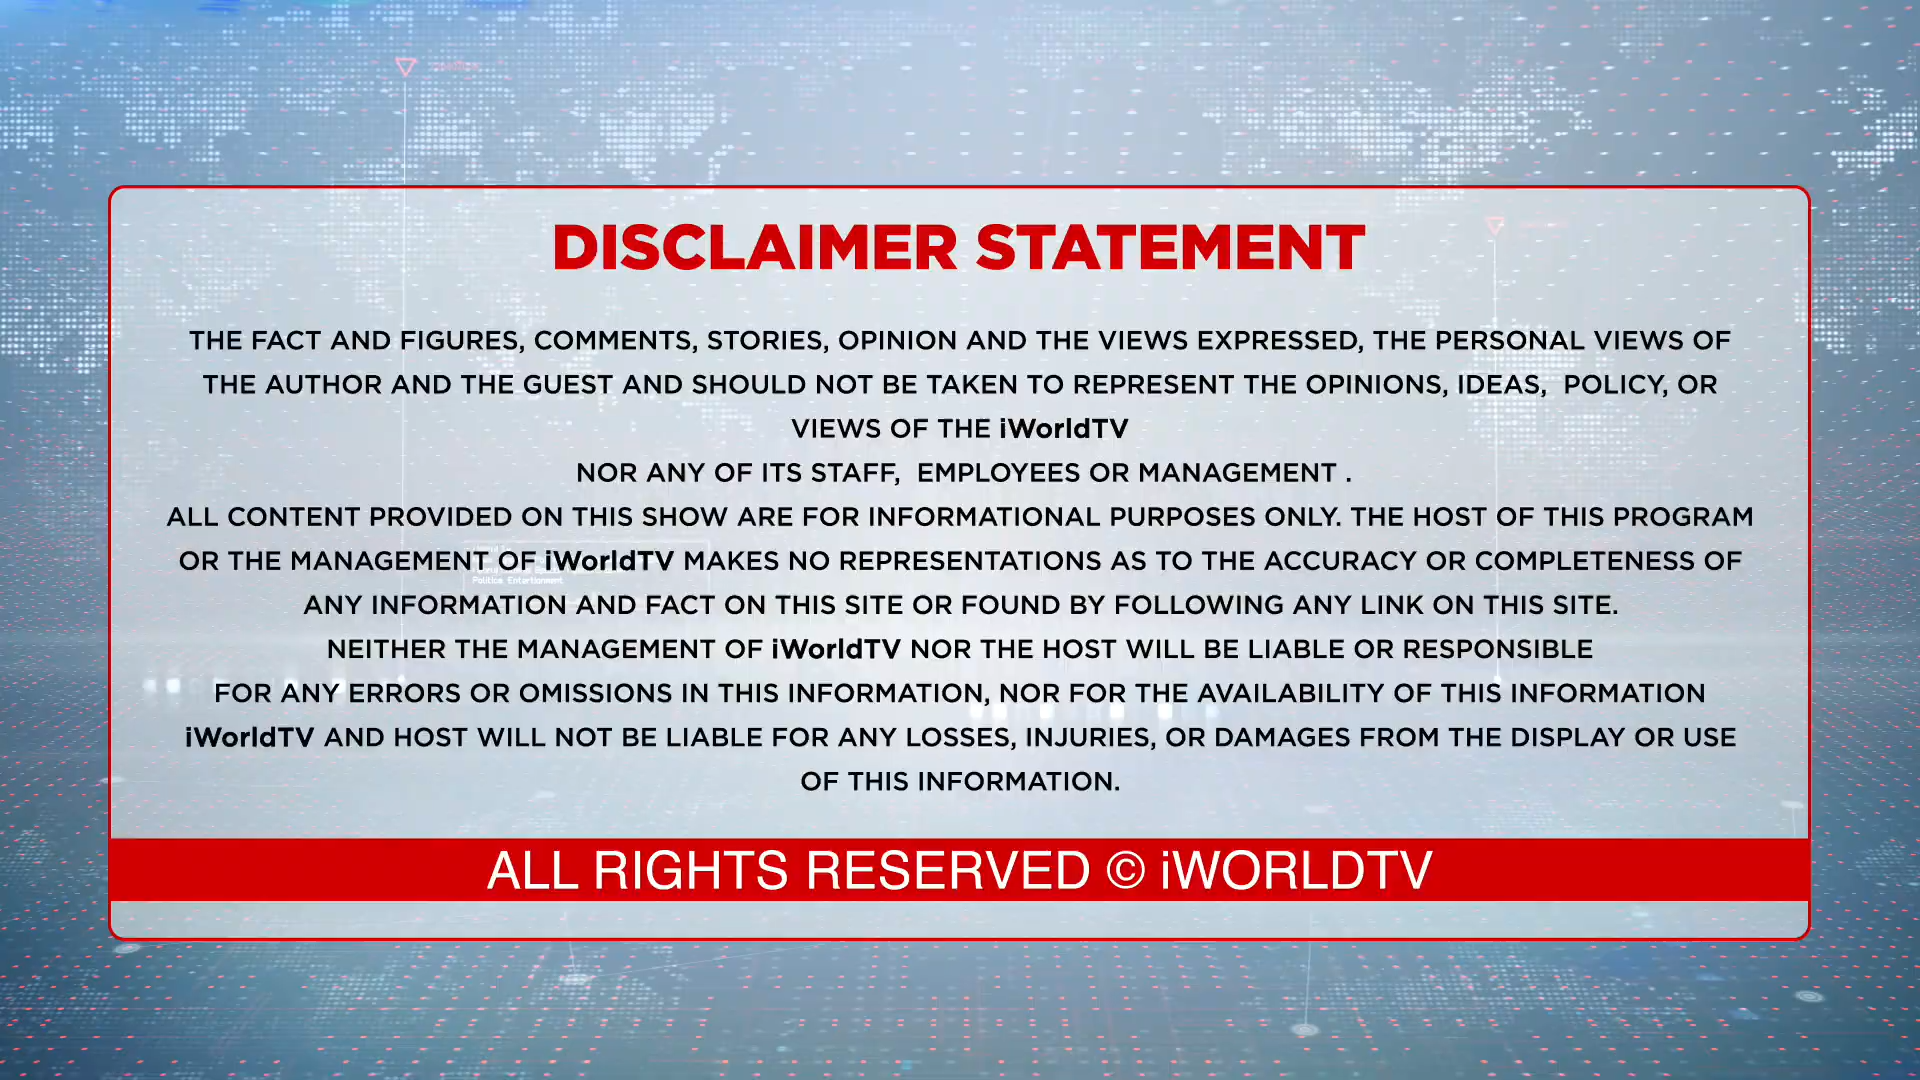 DISCLAIMER STATEMENT
THE FACT AND FIGURES, COMMENTS, STORIES, OPINION AND THE VIEWS EXPRESSED, THE PERSONAL VIEWS OF
THE AUTHOR AND THE GUEST AND SHOULD NOT BE TAKEN TO REPRESENT THE OPINIONS, IDEAS, POLICY, OR
VIEWS OF THE iWorldTV
NOR ANY OF ITS STAFF, EMPLOYEES OR MANAGEMENT .
ALL CONTENT PROVIDED ON THIS SHOW ARE FOR INFORMATIONAL PURPOSES ONLY. THE HOST OF THIS PROGRAM
OR THE MANAGEMENT OF iWorldTV MAKES NO REPRESENTATIONS AS TO THE ACCURACY OR COMPLETENESS OF
Politica Entertionment
ANY INFORMATION AND FACT ON THIS SITE OR FOUND BY FOLLOWING ANY LINK ON THIS SITE.
NEITHER THE MANAGEMENT OF iWorldTV NOR THE HOST WILL BE LIABLE OR RESPONSIBLE
FOR ANY ERRORS OR OMISSIONS IN THIS INFORMATION, NOR FOR THE AVAILABILITY OF THIS INFORMATION
iWorldTV AND HOST WILL NOT BE LIABLE FOR ANY LOSSES, INJURIES, OR DAMAGES FROM THE DISPLAY OR USE
OF THIS INFORMATION.
ALL RIGHTS RESERVED © iWORLDTV